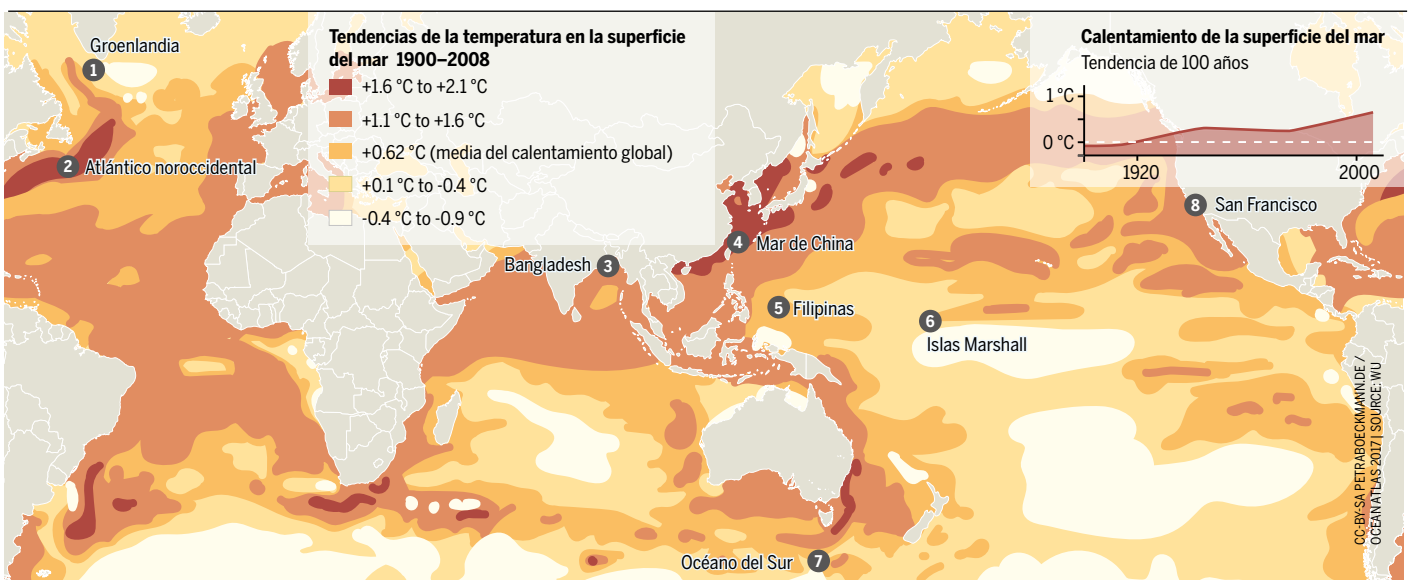 Tendencias de la temperatura en la superficie
del mar 1900–2008
+1.6 °C to +2.1 °C
+1.1 °C to +1.6 °C
+0.62 °C (media del calentamiento global)
+0.1 °C to -0.4 °C
-0.4 °C to -0.9 °C
Calentamiento de la superficie del mar
Tendencia de 100 años
1 °C
0 °C
1920
2000
Groenlandia
1
2 Atlántico noroccidental
Bangladesh 3
4 Mar de China
5 Filipinas
6
Islas Marshall
Océano del Sur 7
8 San Francisco
CC-BY-SA PETRABOECKMANN.DE /
OCEAN ATLAS 2017 | SOURCE: WU